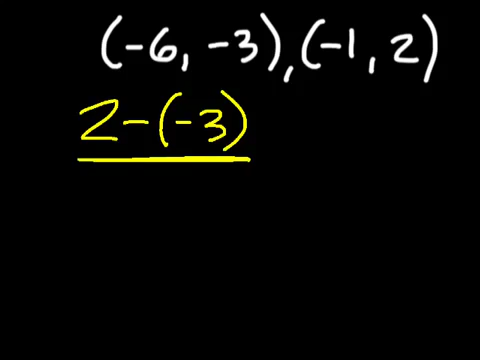 (-6, -3), (-1, 2)
2-(-3)